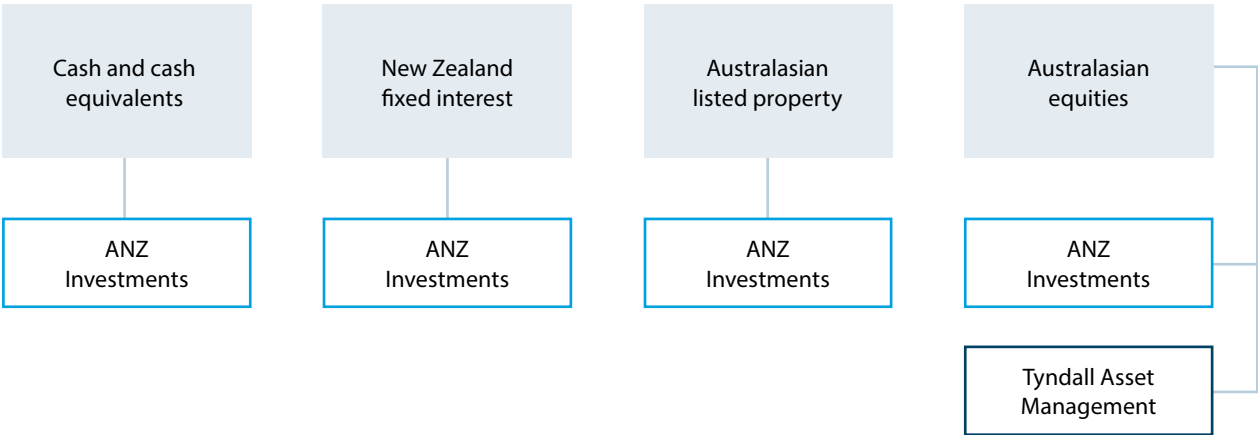 Cash and cash
equivalents
New Zealand
fixed interest
Australasian
listed property
Australasian
equities
ANZ
Investments
ANZ
Investments
ANZ
Investments
ANZ
Investments
Tyndall Asset
Management